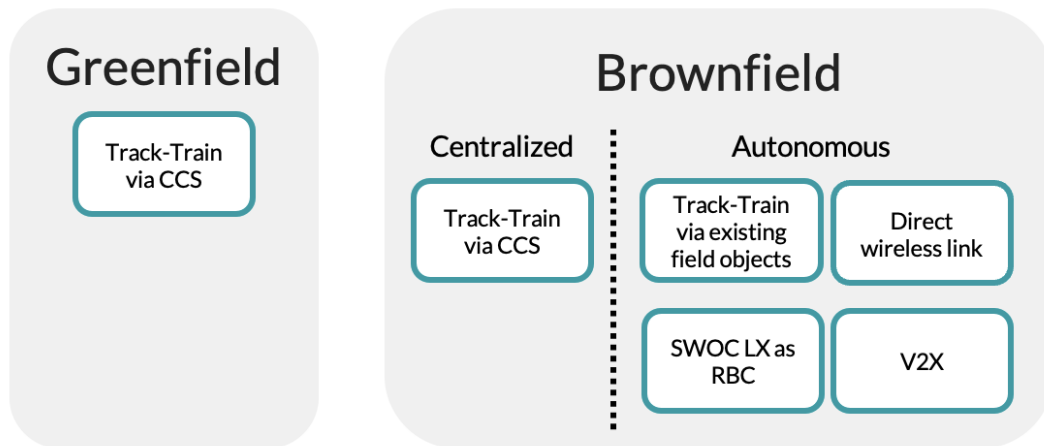 Greenfield
Track-Train
via CCS
Brownfield
Centralized
Track-Train
via CCS
Autonomous
Track-Train
via existing
field objects
Direct
wireless link
SWOC LX as
RBC
V2X